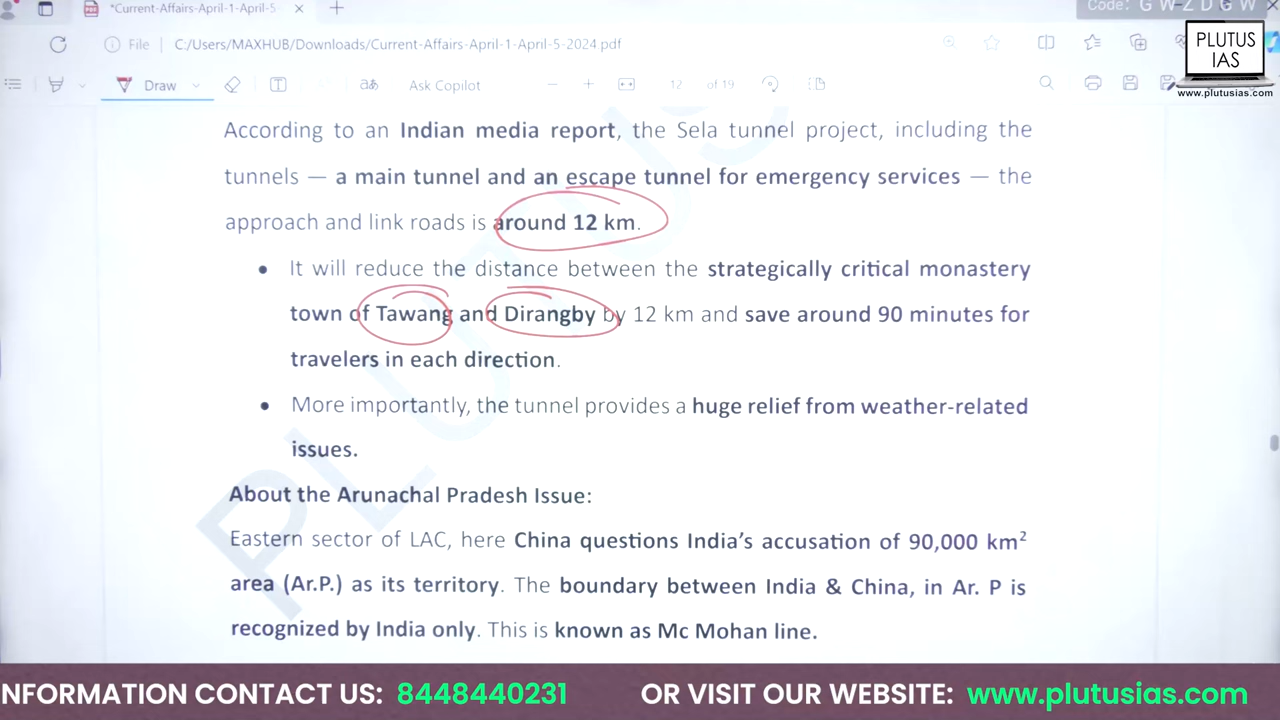 *Current-Affairs-April-1-April-5-
Code: G W-Z D G W
File C:/Users/MAXHUB/Downloads/Current-Affairs-April-1-April-5-2024.pdf
PLUTUS
IAS
www.plutusias.com
Draw aあ Ask Copilot 12 of 19
According to an Indian media report, the Sela tunnel project, including the
tunnels — a main tunnel and an escape tunnel for emergency services — the
approach and link roads is around 12 km.
• It will reduce the distance between the strategically critical monastery
town of Tawang and Dirangby by 12 km and save around 90 minutes for
travelers in each direction.
• More importantly, the tunnel provides a huge relief from weather-related
issues.
About the Arunachal Pradesh Issue:
Eastern sector of LAC, here China questions India's accusation of 90,000 km²
area (Ar.P.) as its territory. The boundary between India & China, in Ar. P is
recognized by India only. This is known as Mc Mohan line.
PLUTUS
NFORMATION CONTACT US: 8448440231 OR VISIT OUR WEBSITE: www.plutusias.com